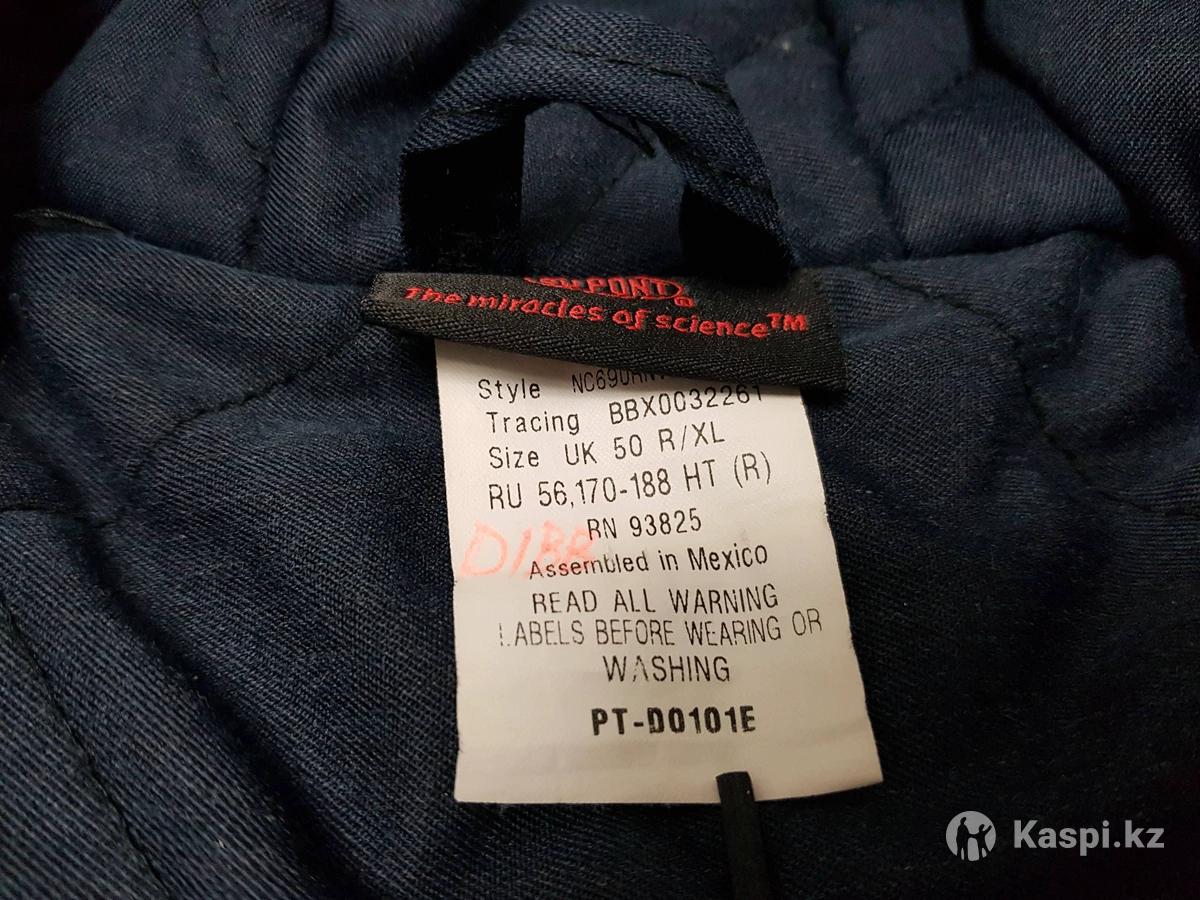 DUPONT®
The miracles of science™
Style
Tracing BBX0032261
Size UK 50 R/XL
RU 56,170-188 HT (R)
RN 93825
Assembled in Mexico
READ ALL WARNING
LABELS BEFORE WEARING OR
WASHING
PT-D0101E
Kaspi.kz